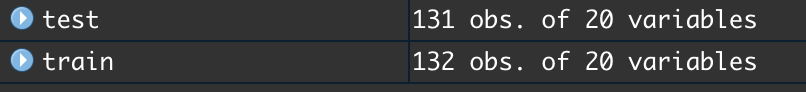 test 131 obs. of 20 variables
train 132 obs. of 20 variables